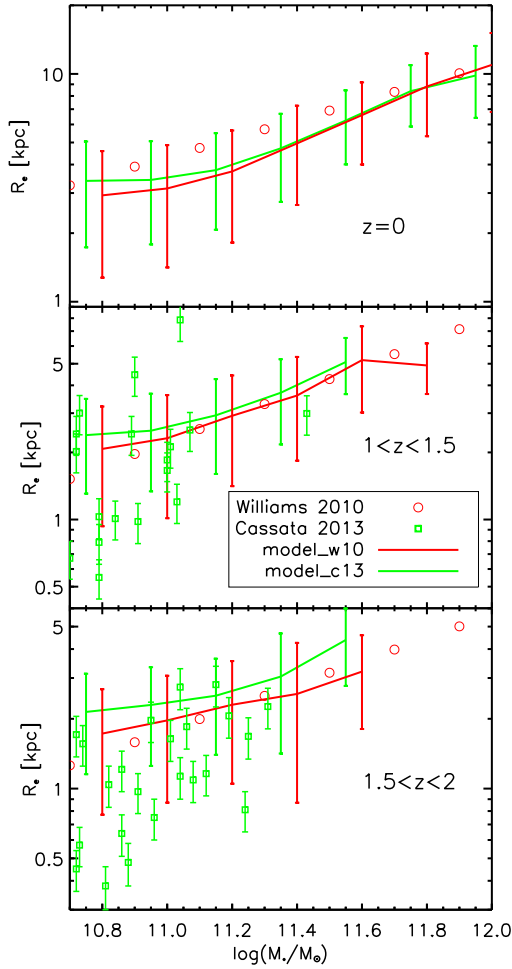 10
R_e [kpc]
z=0
1
5
R_e [kpc]
1<z<1.5
1
Williams 2010
Cassata 2013
model_w10
model_c13
0.5
5
R_e [kpc]
1
1.5<z<2
0.5
10.8 11.0 11.2 11.4 11.6 11.8 12.0
log(M_*/M_⊙)